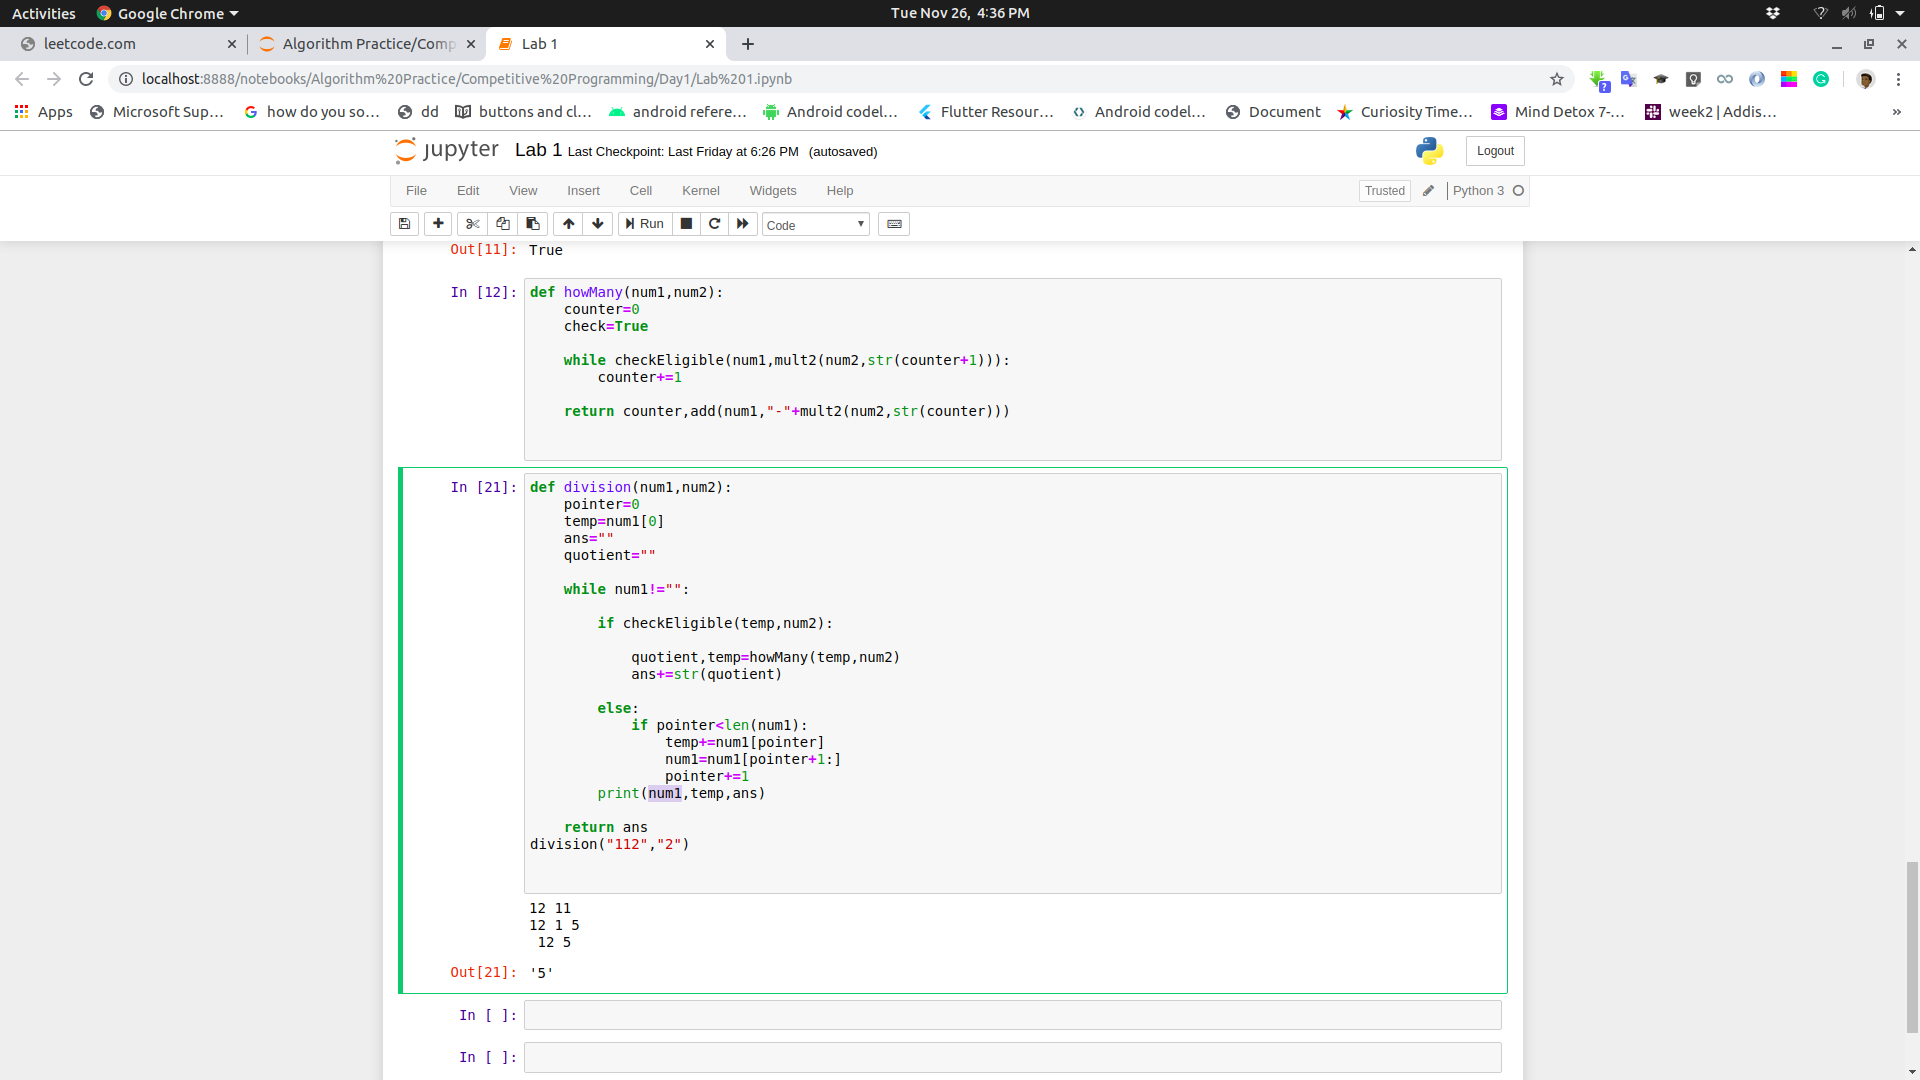 Activities Google Chrome Tue Nov 26, 4:36 PM
leetcode.com Algorithm Practice/Comp Lab 1
localhost:8888/notebooks/Algorithm%20Practice/Competitive%20Programming/Day1/Lab%201.ipynb
Apps Microsoft Sup... how do you so... dd buttons and cl... android refere... Android codel... Flutter Resour... Android codel... Document Curiosity Time... Mind Detox 7-... week2 | Addis... »
jupyter Lab 1 Last Checkpoint: Last Friday at 6:26 PM (autosaved) Logout
File Edit View Insert Cell Kernel Widgets Help Trusted Python 3
Run Code
Out[11]: True
In [12]: def howMany(num1,num2):
    counter=0
    check=True
    while checkEligible(num1,mult2(num2,str(counter+1))):
        counter+=1
    return counter,add(num1,"-"+mult2(num2,str(counter)))
In [21]: def division(num1,num2):
    pointer=0
    temp=num1[0]
    ans=""
    quotient=""
    while num1!="":
        if checkEligible(temp,num2):
            quotient,temp=howMany(temp,num2)
            ans+=str(quotient)
        else:
            if pointer<len(num1):
                temp+=num1[pointer]
                num1=num1[pointer+1:]
                pointer+=1
        print(num1,temp,ans)
    return ans
division("112","2")
12 11
12 1 5
 12 5
Out[21]: '5'
In [ ]:
In [ ]: